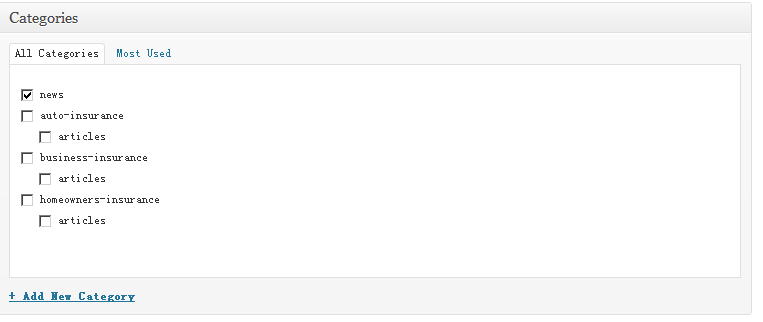 Categories
All Categories Most Used
news
auto-insurance
articles
business-insurance
articles
homeowners-insurance
articles
+ Add New Category